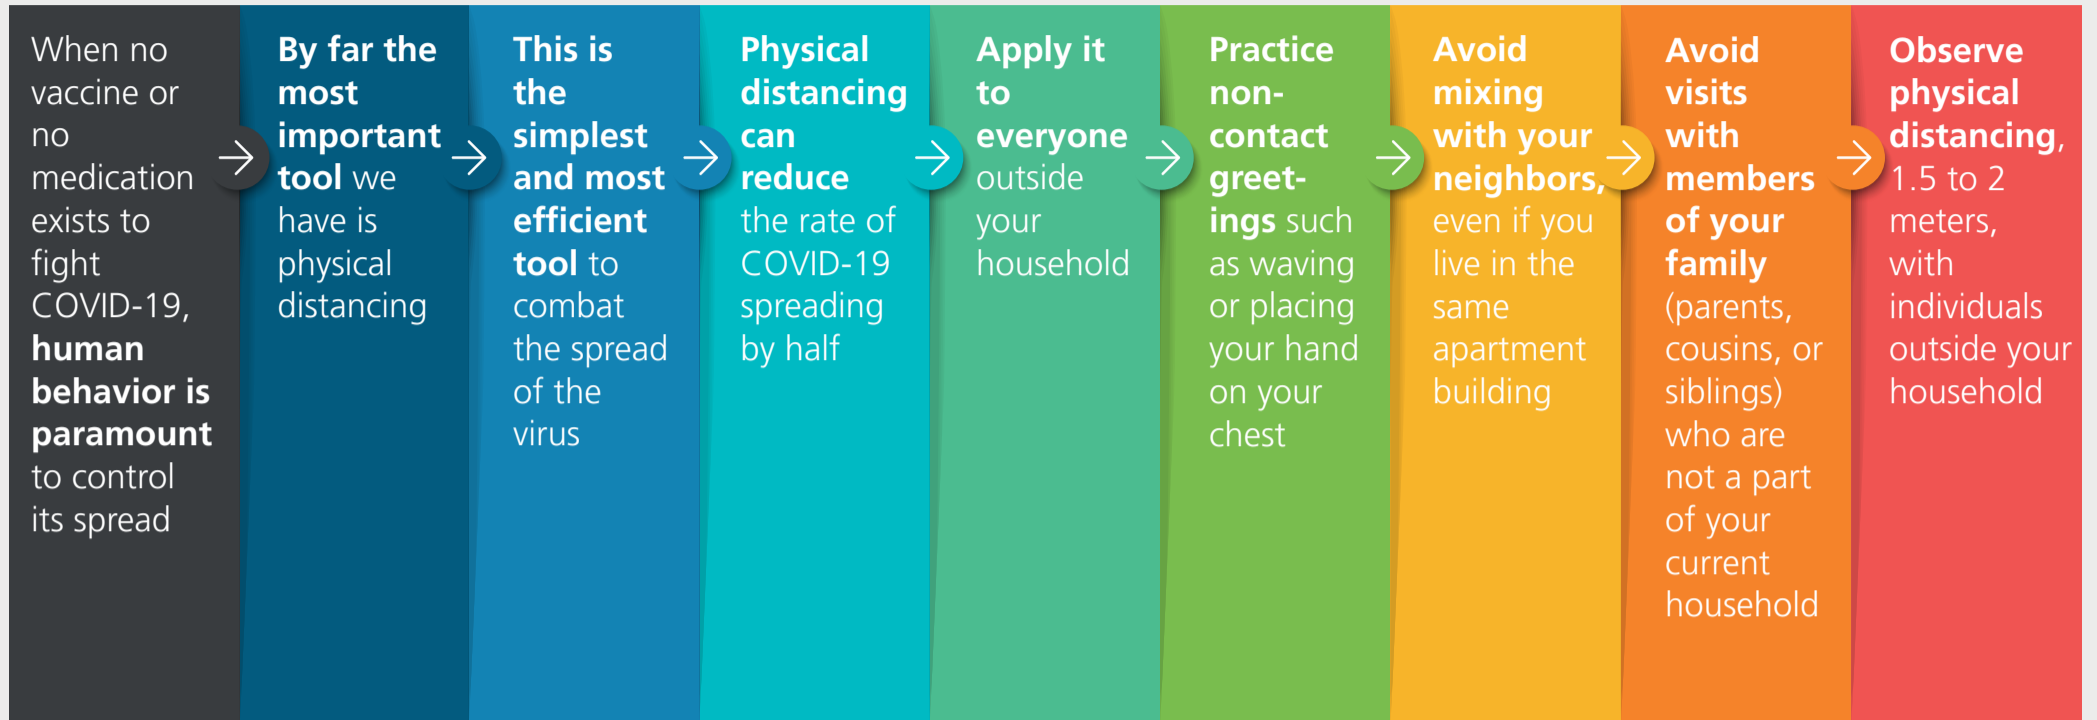 When no
vaccine or
no
medication
exists to
fight
COVID-19,
human
behavior is
paramount
to control
its spread
By far the
most
important
tool we
have is
physical
distancing
This is
the
simplest
and most
efficient
tool to
combat
the spread
of the
virus
Physical
distancing
can
reduce
the rate of
COVID-19
spreading
by half
Apply it
to
everyone
outside
your
household
Practice
non-
contact
greet-
ings such
as waving
or placing
your hand
on your
chest
Avoid
mixing
with your
neighbors,
even if you
live in the
same
apartment
building
Avoid
visits
with
members
of your
family
(parents,
cousins, or
siblings)
who are
not a part
of your
current
household
Observe
physical
distancing,
1.5 to 2
meters,
with
individuals
outside your
household